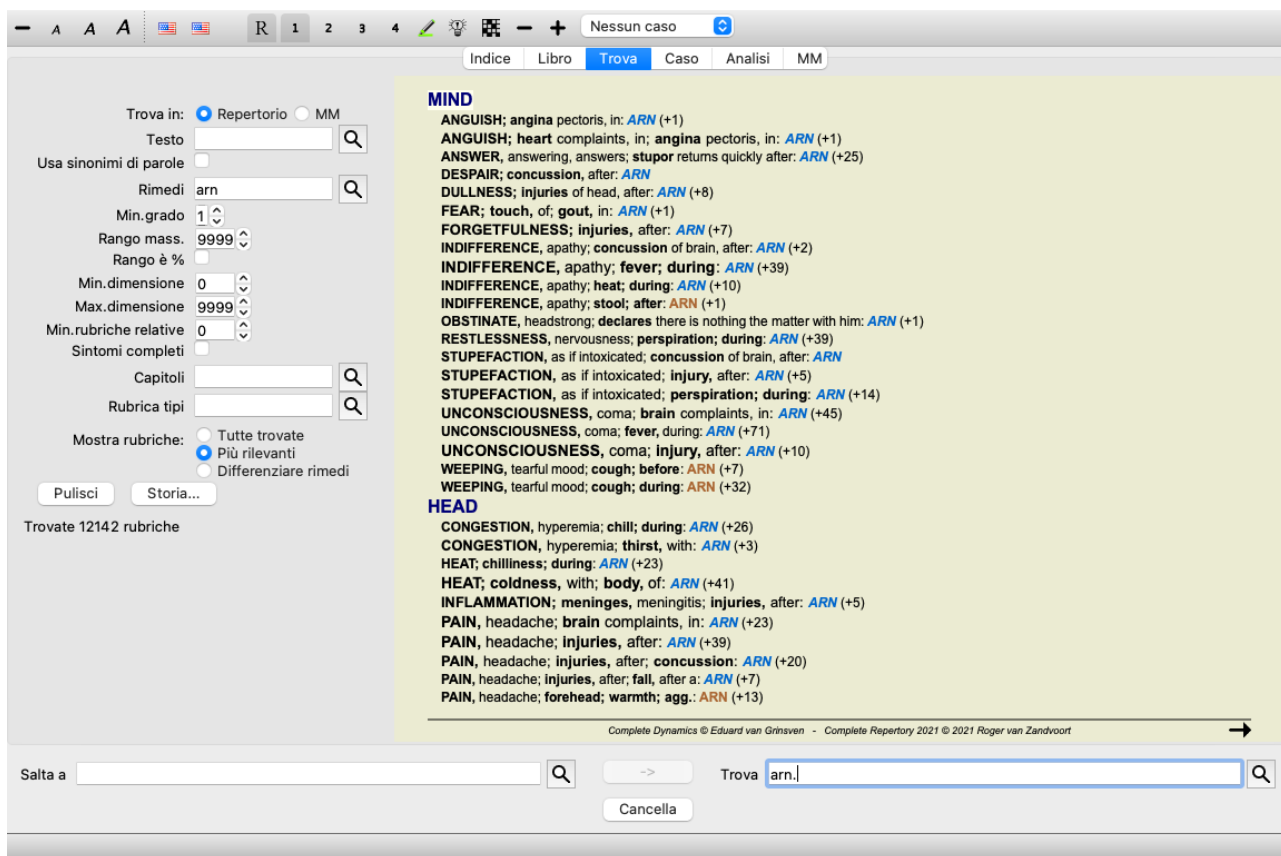 A A A R 1 2 3 4 Nessun caso
Indice Libro Trova Caso Analisi MM
Trova in: Repertorio MM
Testo
Usa sinonimi di parole
Rimedi arn
Min.grado 1
Rango mass. 9999
Rango è %
Min.dimensione 0
Max.dimensione 9999
Min.rubriche relative 0
Sintomi completi
Capitoli
Rubrica tipi
Mostra rubriche: Tutte trovate
Più rilevanti
Differenziare rimedi
Pulisci Storia...
Trovate 12142 rubriche
MIND
ANGUISH; angina pectoris, in: ARN (+1)
ANGUISH; heart complaints, in; angina pectoris, in: ARN (+1)
ANSWER, answering, answers; stupor returns quickly after: ARN (+25)
DESPAIR; concussion, after: ARN
DULLNESS; injuries of head, after: ARN (+8)
FEAR; touch, of; gout, in: ARN (+1)
FORGETFULNESS; injuries, after: ARN (+7)
INDIFFERENCE, apathy; concussion of brain, after: ARN (+2)
INDIFFERENCE, apathy; fever; during: ARN (+39)
INDIFFERENCE, apathy; heat; during: ARN (+10)
INDIFFERENCE, apathy; stool; after: ARN (+1)
OBSTINATE, headstrong; declares there is nothing the matter with him: ARN (+1)
RESTLESSNESS, nervousness; perspiration; during: ARN (+39)
STUPEFACTION, as if intoxicated; concussion of brain, after: ARN
STUPEFACTION, as if intoxicated; injury, after: ARN (+5)
STUPEFACTION, as if intoxicated; perspiration; during: ARN (+14)
UNCONSCIOUSNESS, coma; brain complaints, in: ARN (+45)
UNCONSCIOUSNESS, coma; fever, during: ARN (+71)
UNCONSCIOUSNESS, coma; injury, after: ARN (+10)
WEEPING, tearful mood; cough; before: ARN (+7)
WEEPING, tearful mood; cough; during: ARN (+32)
HEAD
CONGESTION, hyperemia; chill; during: ARN (+26)
CONGESTION, hyperemia; thirst, with: ARN (+3)
HEAT; chilliness; during: ARN (+23)
HEAT; coldness, with; body, of: ARN (+41)
INFLAMMATION; meninges, meningitis; injuries, after: ARN (+5)
PAIN, headache; brain complaints, in: ARN (+23)
PAIN, headache; injuries, after: ARN (+39)
PAIN, headache; injuries, after; concussion: ARN (+20)
PAIN, headache; injuries, after; fall, after a: ARN (+7)
PAIN, headache; forehead; warmth; agg.: ARN (+13)
Complete Dynamics © Eduard van Grinsven - Complete Repertory 2021 © 2021 Roger van Zandvoort
Salta a -> Trova arn.
Cancella